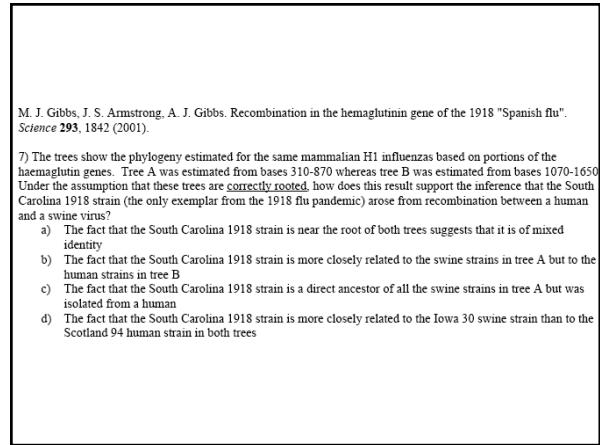 M. J. Gibbs, J. S. Armstrong, A. J. Gibbs. Recombination in the hemaglutinin gene of the 1918 "Spanish flu".
Science 293, 1842 (2001).
7) The trees show the phylogeny estimated for the same mammalian H1 influenzas based on portions of the
haemaglutin genes. Tree A was estimated from bases 310-870 whereas tree B was estimated from bases 1070-1650
Under the assumption that these trees are correctly rooted, how does this result support the inference that the South
Carolina 1918 strain (the only exemplar from the 1918 flu pandemic) arose from recombination between a human
and a swine virus?
a) The fact that the South Carolina 1918 strain is near the root of both trees suggests that it is of mixed
identity
b) The fact that the South Carolina 1918 strain is more closely related to the swine strains in tree A but to the
human strains in tree B
c) The fact that the South Carolina 1918 strain is a direct ancestor of all the swine strains in tree A but was
isolated from a human
d) The fact that the South Carolina 1918 strain is more closely related to the Iowa 30 swine strain than to the
Scotland 94 human strain in both trees